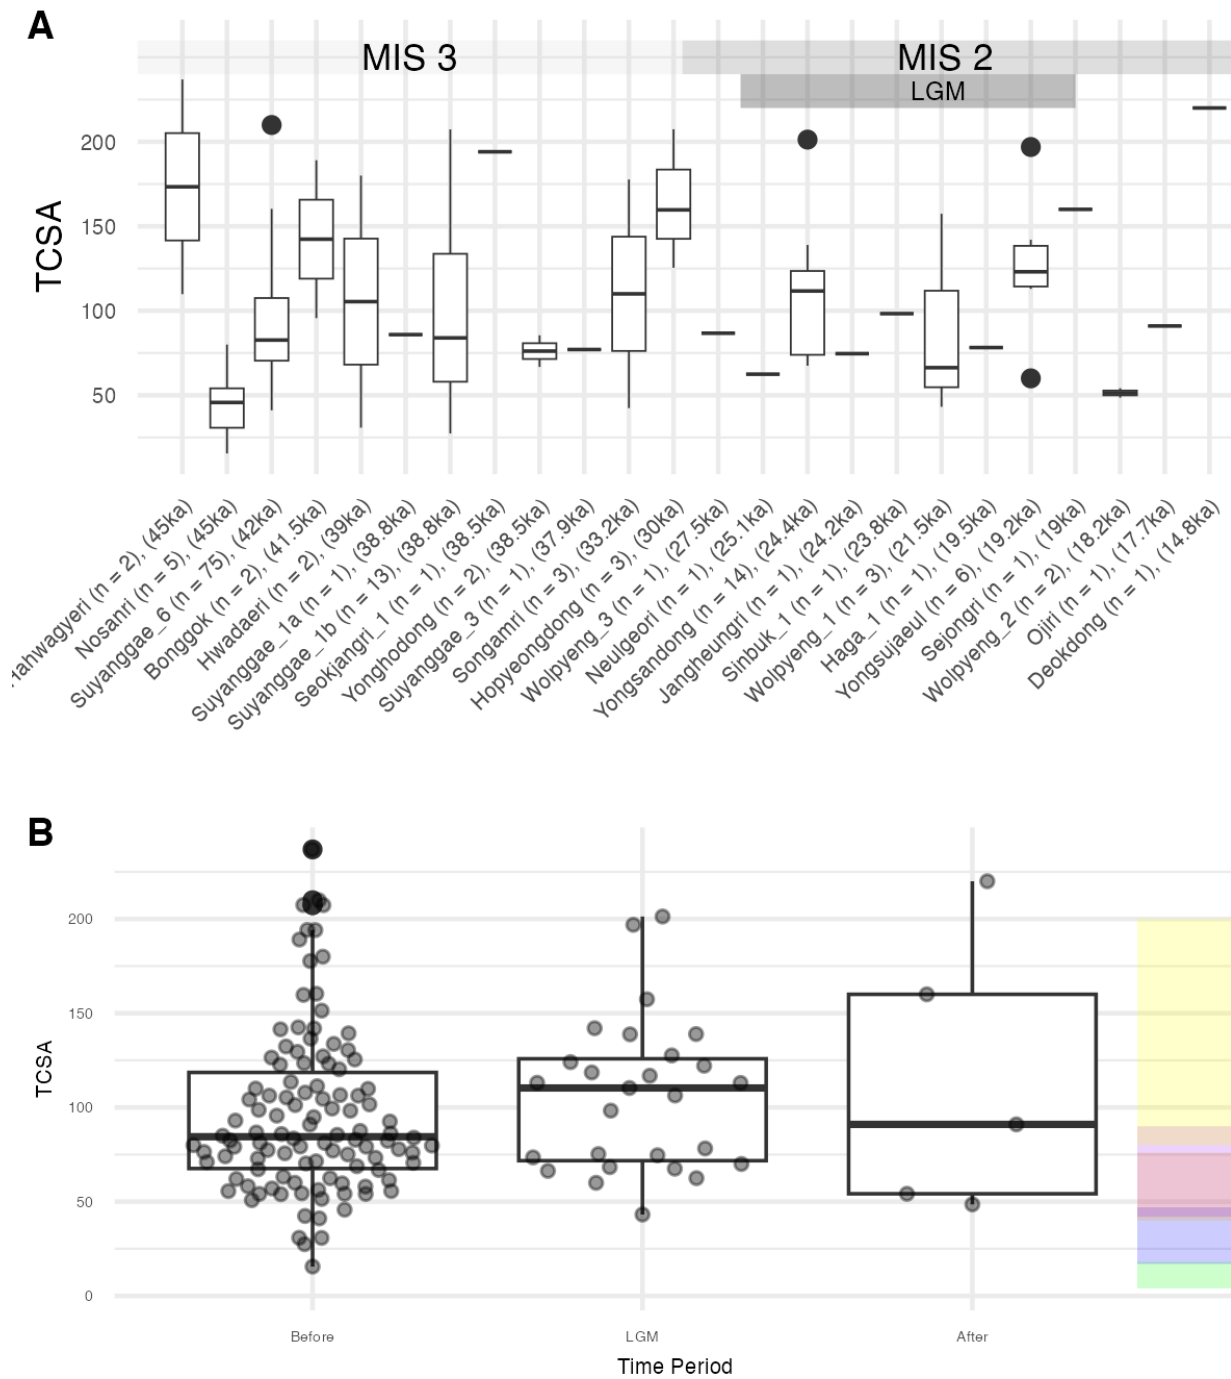 A
MIS 3
MIS 2
LGM
TCSA
200
150
100
50
(n = 2), (45ka)
Nosanri (n = 5), (45ka)
Suyanggae_6 (n = 75), (42ka)
Bonggok (n = 2), (41.5ka)
Hwadaeri (n = 2), (39ka)
Suyanggae_1a (n = 1), (38.8ka)
Suyanggae_1b (n = 13), (38.8ka)
Seokjangri_1 (n = 1), (38.5ka)
Yonghodong (n = 2), (38.5ka)
Suyanggae_3 (n = 1), (37.9ka)
Songamri (n = 3), (33.2ka)
Hopyeongdong (n = 3), (30ka)
Wolpyeng_3 (n = 1), (27.5ka)
Neulgeori (n = 1), (25.1ka)
Yongsandong (n = 14), (24.4ka)
Jangheungri (n = 1), (24.2ka)
Sinbuk_1 (n = 1), (23.8ka)
Wolpyeng_1 (n = 3), (21.5ka)
Haga_1 (n = 1), (19.5ka)
Yongsujaeul (n = 6), (19.2ka)
Sejongri (n = 1), (19ka)
Wolpyeng_2 (n = 2), (18.2ka)
Ojiri (n = 1), (17.7ka)
Deokdong (n = 1), (14.8ka)
B
TCSA
200
150
100
50
0
Before
LGM
After
Time Period